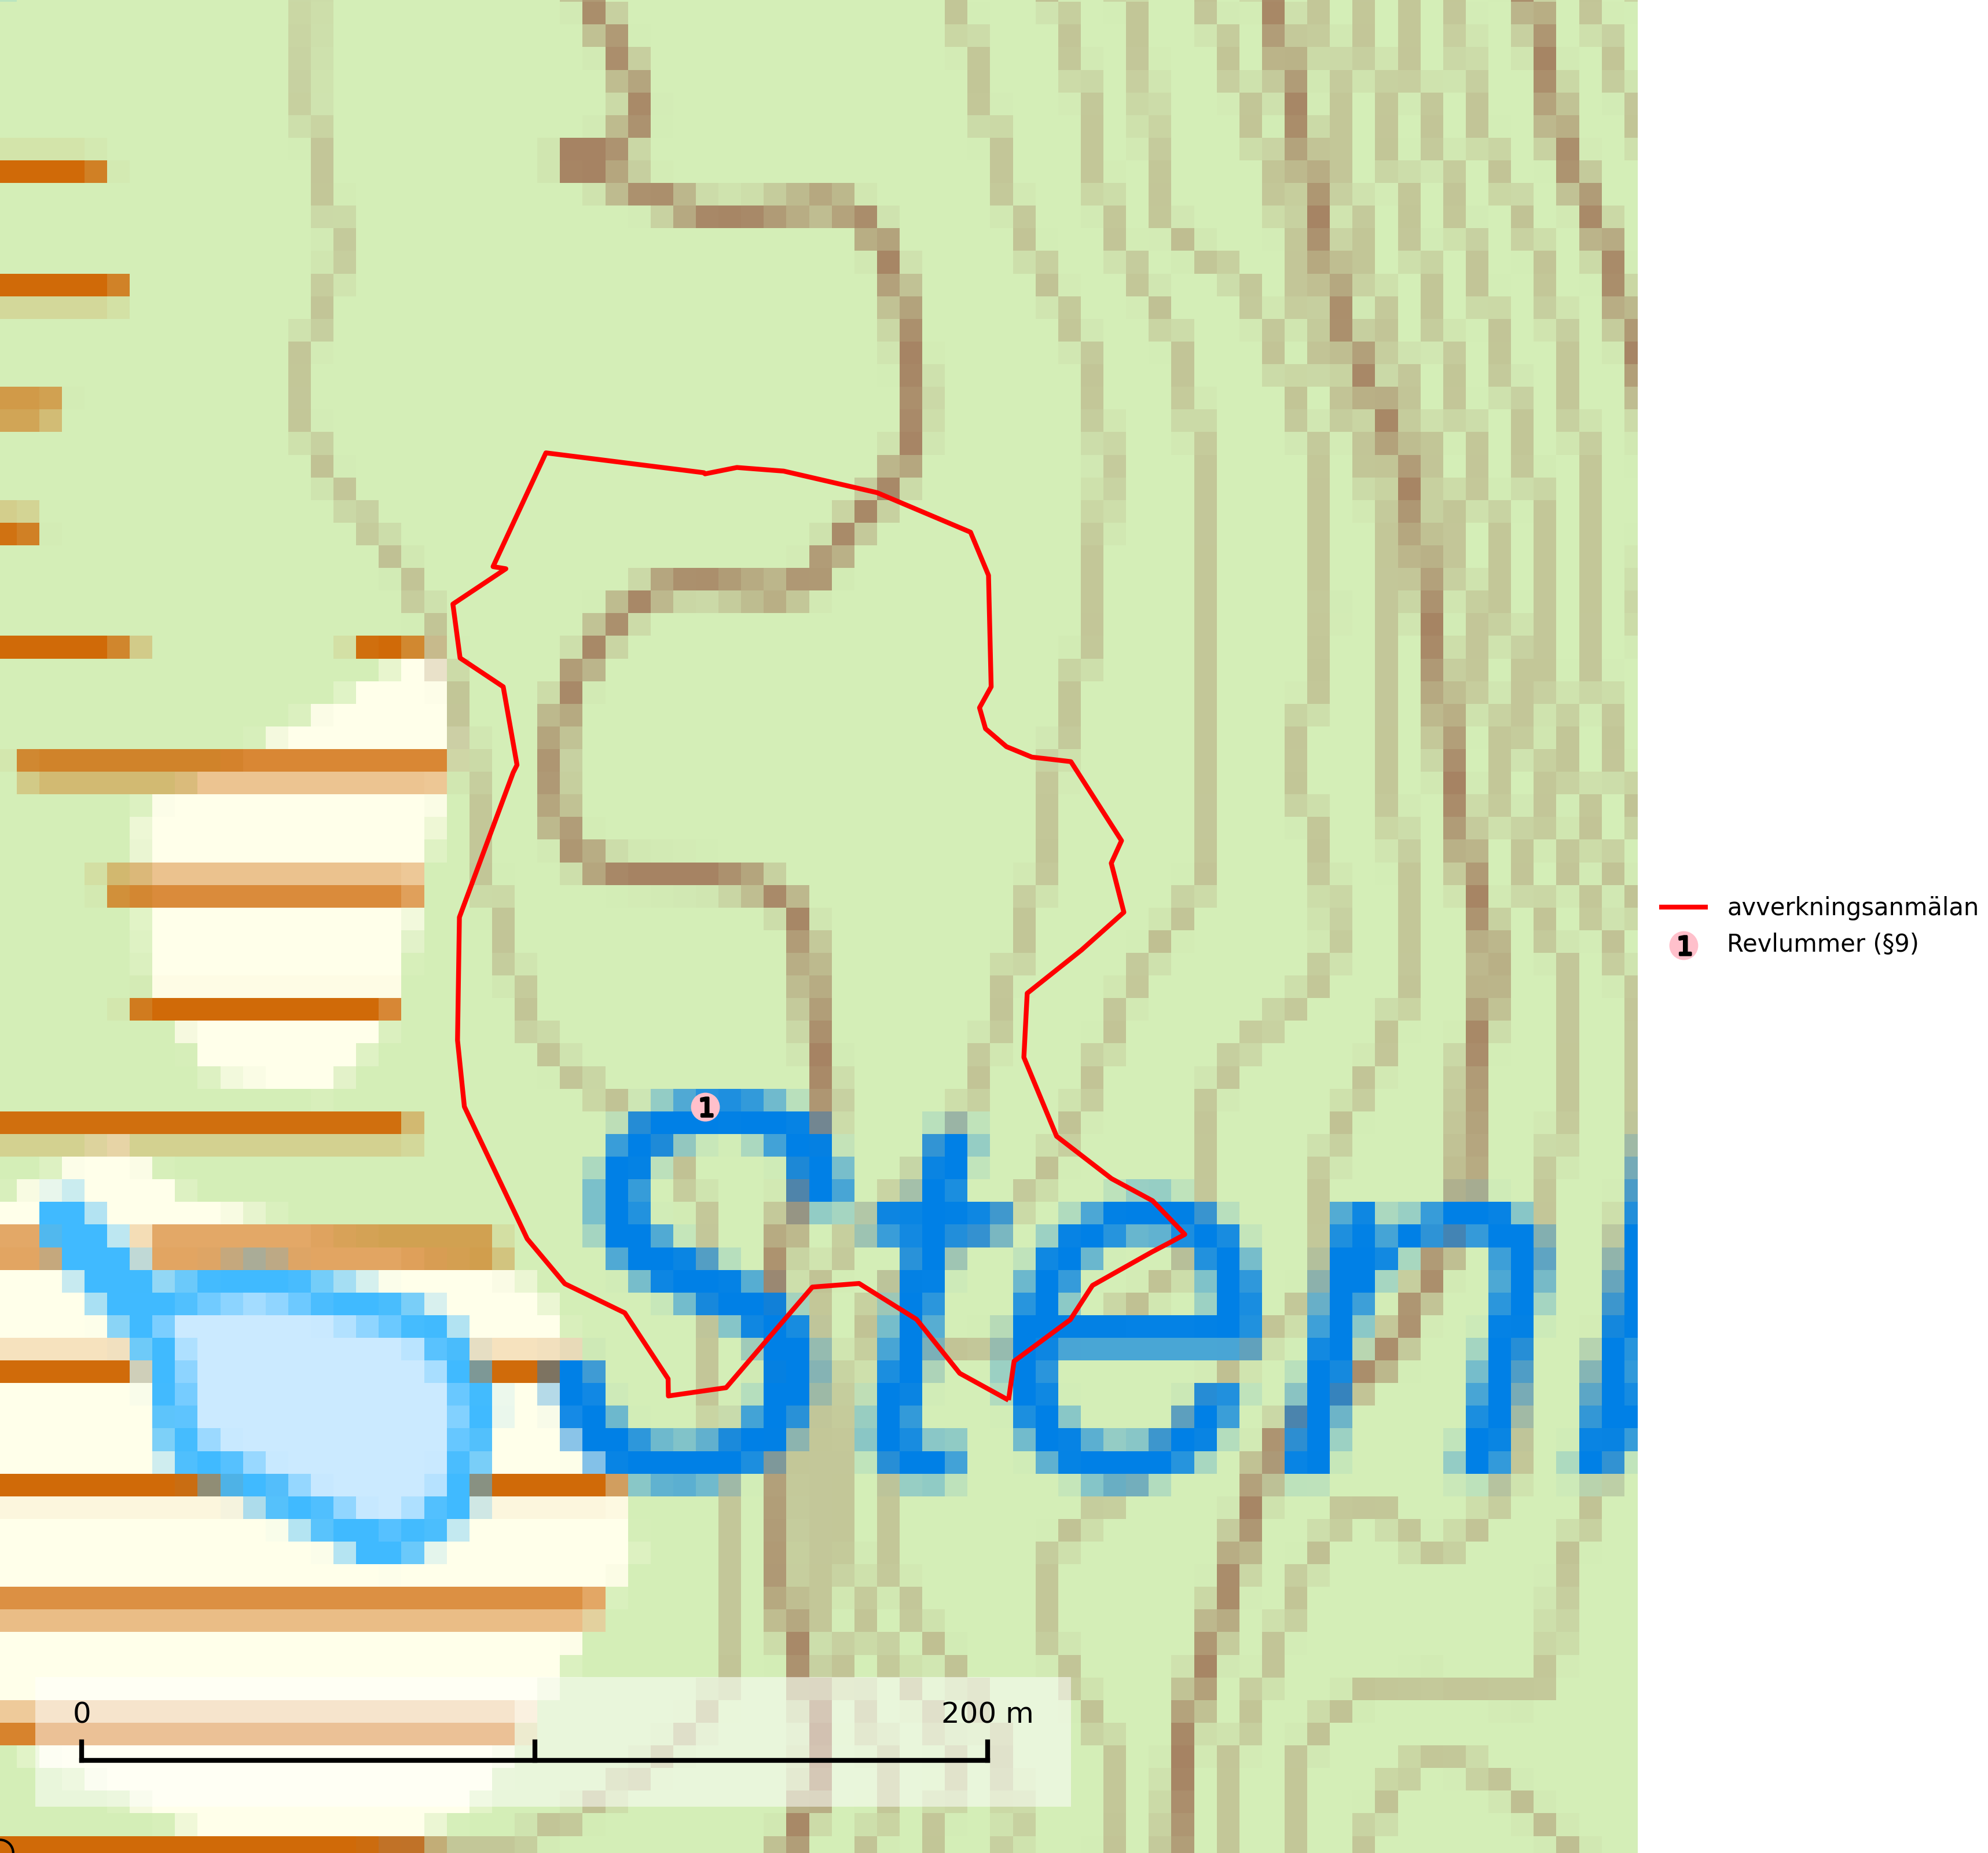 avverkningsanmälan
1 Revlummer (§9)
1
Sten
0 200 m